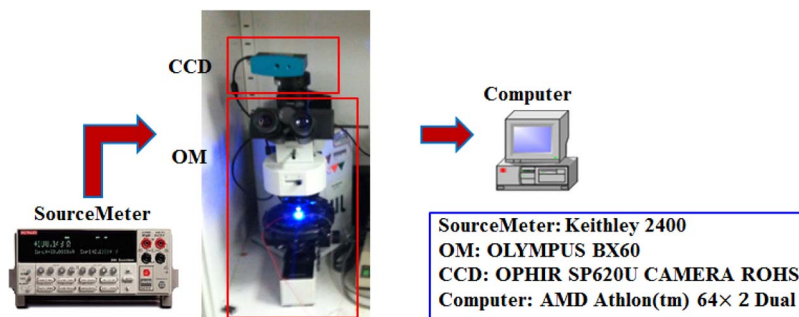 CCD
Computer
OM
SourceMeter
SourceMeter: Keithley 2400
OM: OLYMPUS BX60
CCD: OPHIR SP620U CAMERA ROHS
Computer: AMD Athlon(tm) 64× 2 Dual